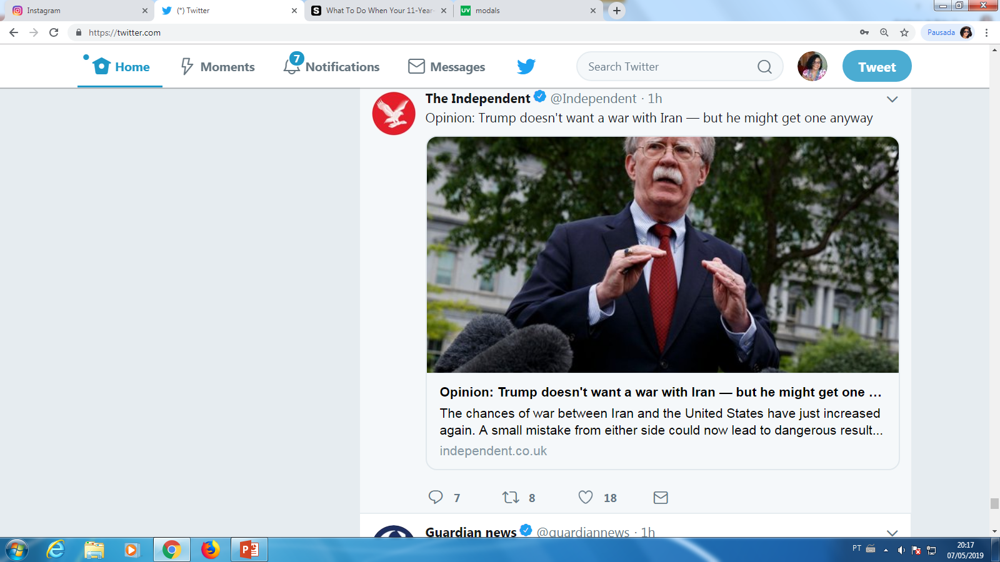 Instagram
(*) Twitter
What To Do When Your 11-Year-
UV modals
https://twitter.com
Pausada
Home
Moments
7
Notifications
Messages
Search Twitter
Tweet
The Independent @Independent · 1h
Opinion: Trump doesn't want a war with Iran — but he might get one anyway
Opinion: Trump doesn't want a war with Iran — but he might get one …
The chances of war between Iran and the United States have just increased
again. A small mistake from either side could now lead to dangerous result...
independent.co.uk
7 8 18
Guardian news @guardiannews · 1h
PT
20:17
07/05/2019